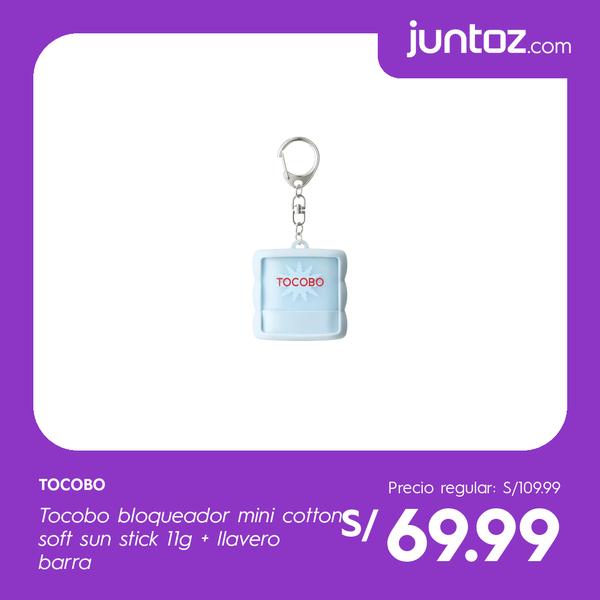 juntoz.com
TOCOBO
TOCOBO
Tocobo bloqueador mini cotton
soft sun stick 11g + llavero
barra
Precio regular: S/109.99
S/ 69.99